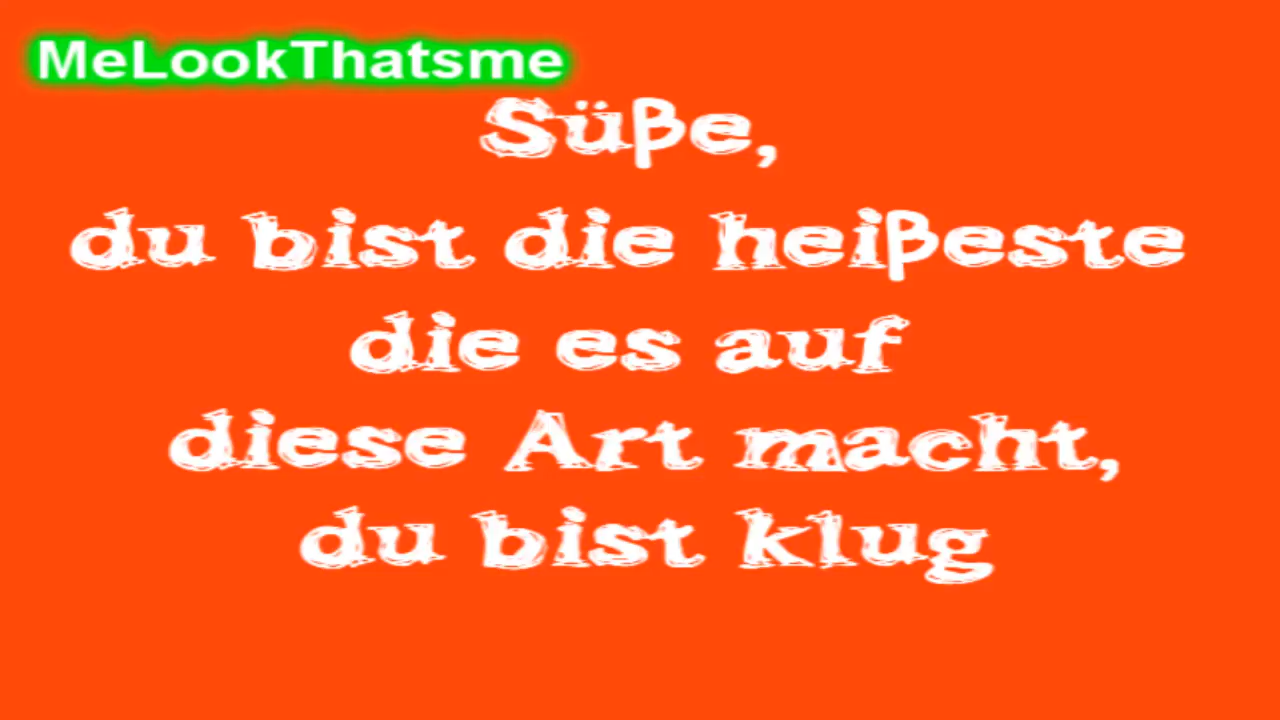 MeLookThatsme
Süße,
du bist die heißeste
die es auf
diese Art macht,
du bist klug